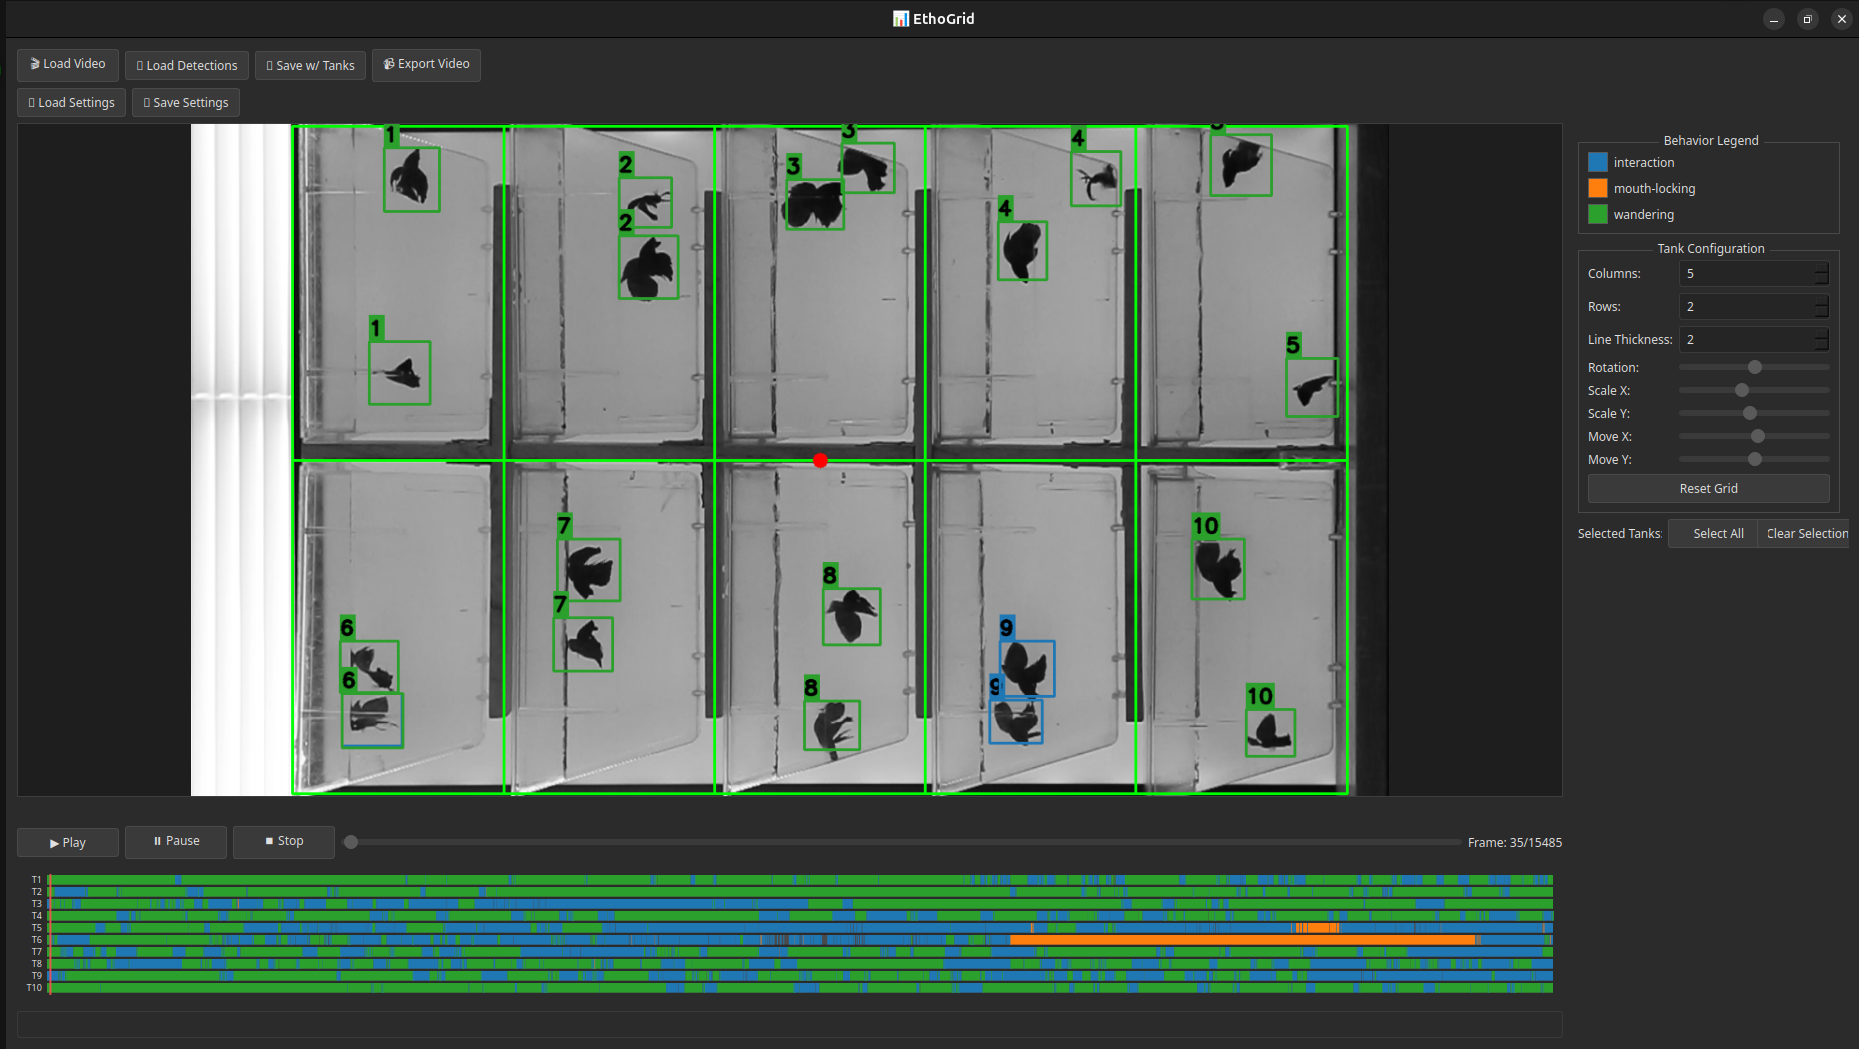 📊 EthoGrid
Load Video
Load Detections
Save w/ Tanks
Export Video
Load Settings
Save Settings
1
2
3
3
4
4
2
1
5
5
6
6
7
7
8
8
9
9
10
10
Behavior Legend
interaction
mouth-locking
wandering
Tank Configuration
Columns: 5
Rows: 2
Line Thickness: 2
Rotation:
Scale X:
Scale Y:
Move X:
Move Y:
Reset Grid
Selected Tanks: Select All Clear Selection
Play
Pause
Stop
Frame: 35/15485
T1
T2
T3
T4
T5
T6
T7
T8
T9
T10